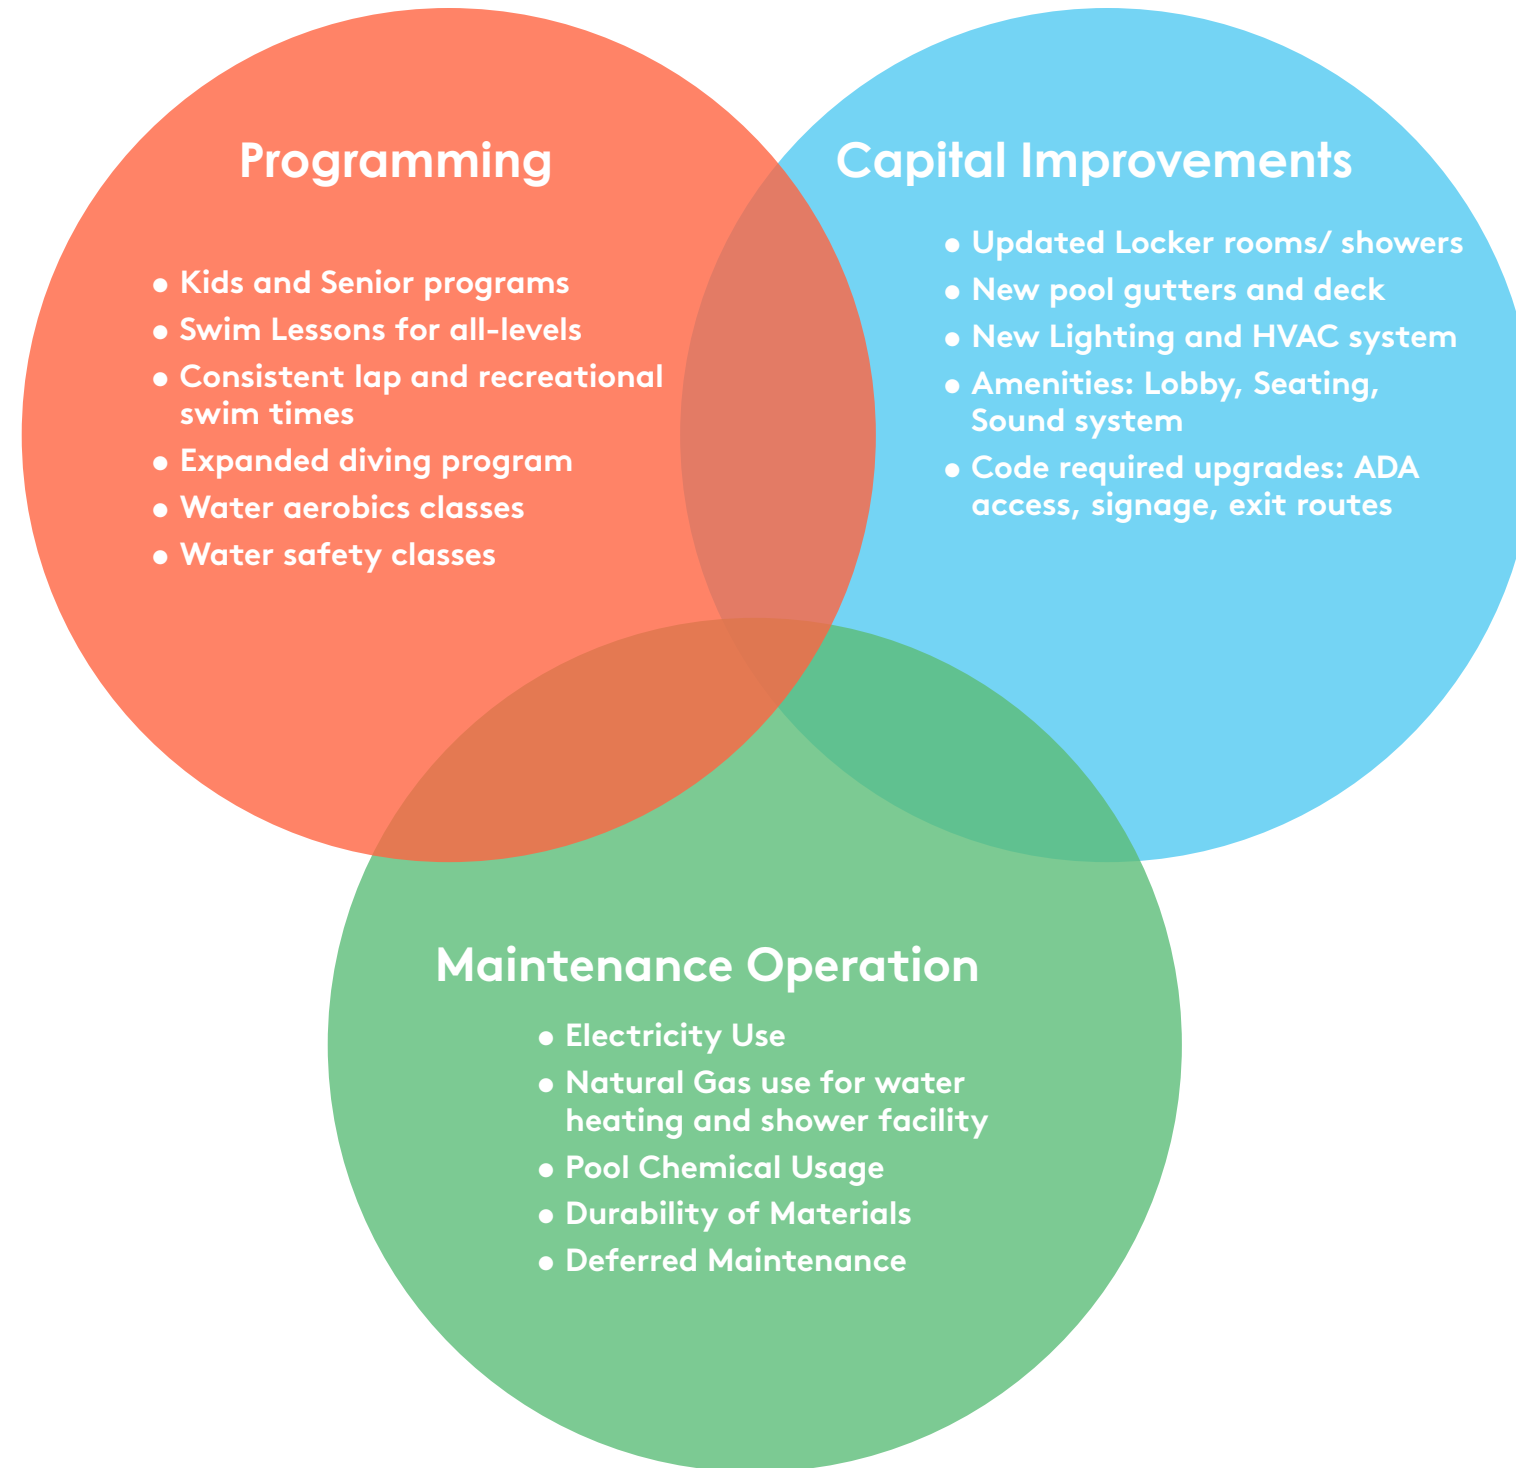 Programming
• Kids and Senior programs
• Swim Lessons for all-levels
• Consistent lap and recreational
swim times
• Expanded diving program
• Water aerobics classes
• Water safety classes
Capital Improvements
• Updated Locker rooms/ showers
• New pool gutters and deck
• New Lighting and HVAC system
• Amenities: Lobby, Seating,
Sound system
• Code required upgrades: ADA
access, signage, exit routes
Maintenance Operation
• Electricity Use
• Natural Gas use for water
heating and shower facility
• Pool Chemical Usage
• Durability of Materials
• Deferred Maintenance